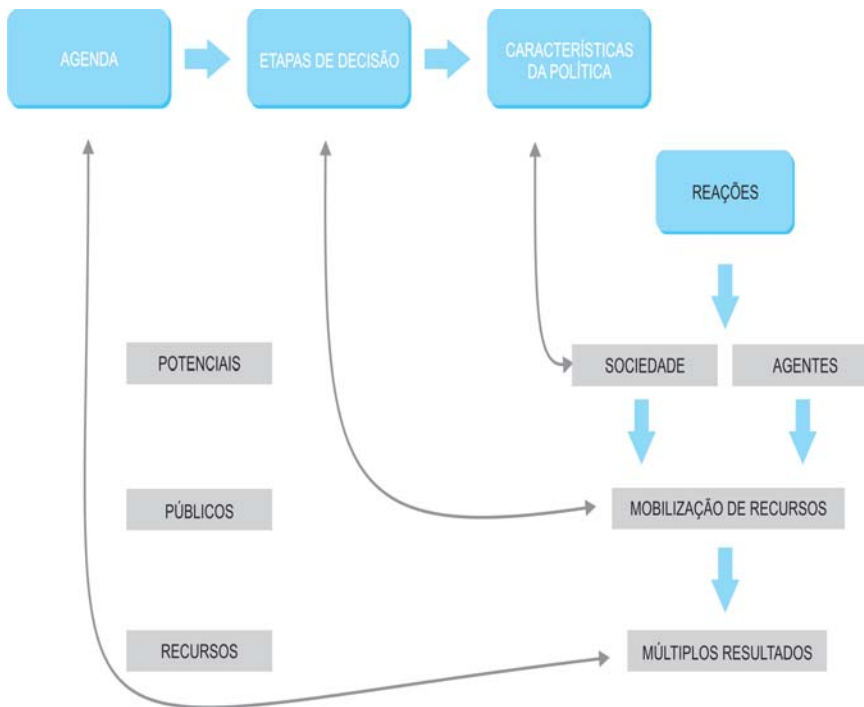 AGENDA
ETAPAS DE DECISÃO
CARACTERÍSTICAS
DA POLÍTICA
REAÇÕES
POTENCIAIS
SOCIEDADE
AGENTES
PÚBLICOS
MOBILIZAÇÃO DE RECURSOS
RECURSOS
MÚLTIPLOS RESULTADOS